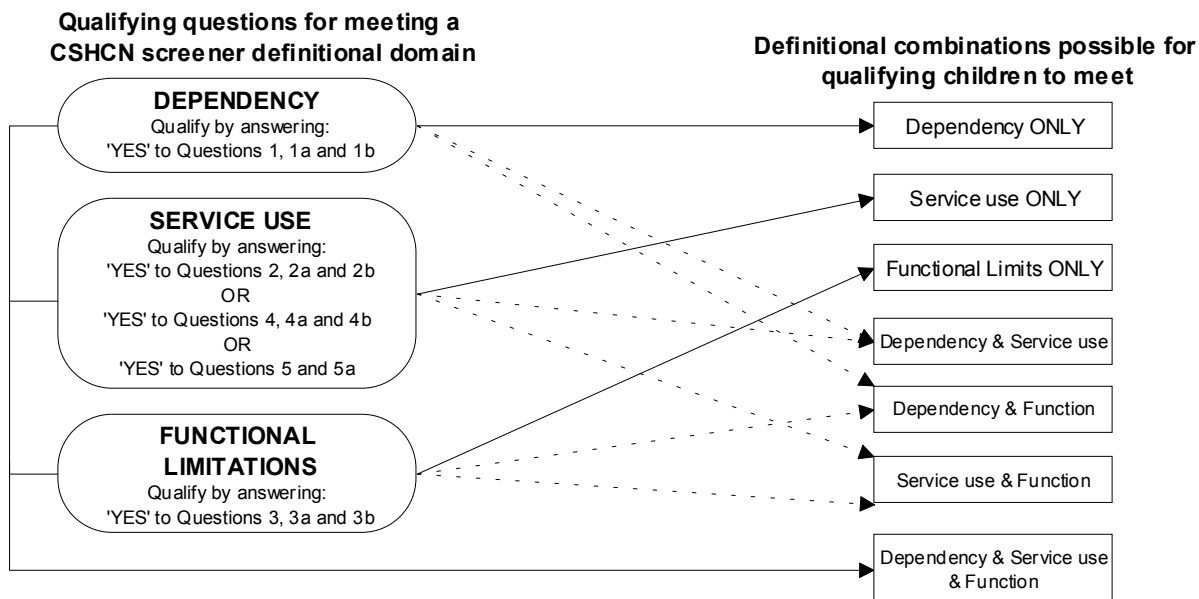 Qualifying questions for meeting a
CSHCN screener definitional domain
DEPENDENCY
Qualify by answering:
'YES' to Questions 1, 1a and 1b
SERVICE USE
Qualify by answering:
'YES' to Questions 2, 2a and 2b
OR
'YES' to Questions 4, 4a and 4b
OR
'YES' to Questions 5 and 5a
FUNCTIONAL
LIMITATIONS
Qualify by answering:
'YES' to Questions 3, 3a and 3b
Definitional combinations possible for
qualifying children to meet
Dependency ONLY
Service use ONLY
Functional Limits ONLY
Dependency & Service use
Dependency & Function
Service use & Function
Dependency & Service use
& Function